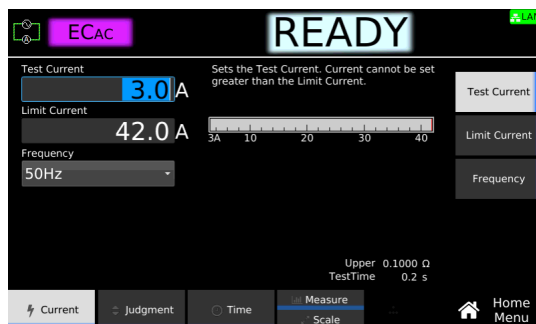 ECAC
READY
LAN
Test Current
3.0 A
Limit Current
42.0 A
Frequency
50Hz
Sets the Test Current. Current cannot be set
greater than the Limit Current.
3A 10 20 30 40
Upper 0.1000 Ω
TestTime 0.2 s
Test Current
Limit Current
Frequency
Current
Judgment
Time
Measure
Scale
Home
Menu